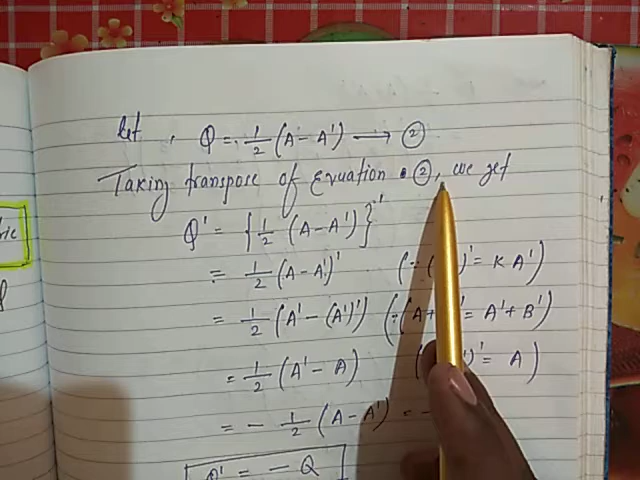 let , Q = 1/2 (A - A') ⟶ ②
Taking transpose of Equation ②, we get
Q' = {1/2 (A - A')}'
= 1/2 (A - A')' (∵ ( )' = K A')
= 1/2 (A' - (A')') (∵ (A+ )' = A' + B')
= 1/2 (A' - A) ( ')' = A)
= - 1/2 (A - A') = -
Q' = - Q